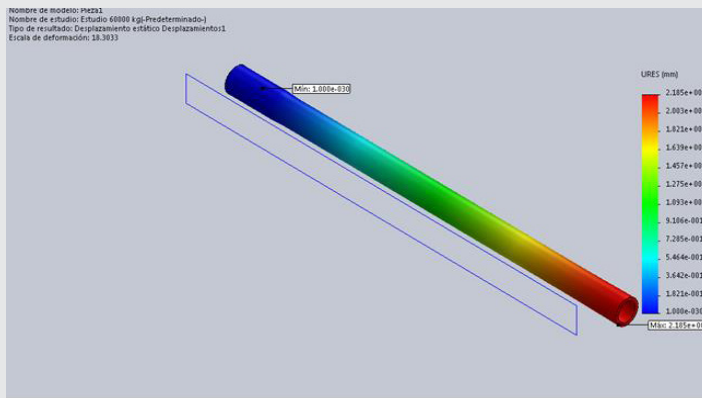 Nombre de modelo: Pieza1
Nombre de estudio: Estudio 60000 kg(-Predeterminado-)
Tipo de resultado: Desplazamiento estático Desplazamientos1
Escala de deformación: 18.3033
URES (mm)
Mín: 1.000e-030
2.185e+00
2.003e+00
1.821e+00
1.639e+00
1.457e+00
1.275e+00
1.093e+00
9.106e-001
7.285e-001
5.464e-001
3.642e-001
1.821e-001
1.000e-030
Máx: 2.185e+00